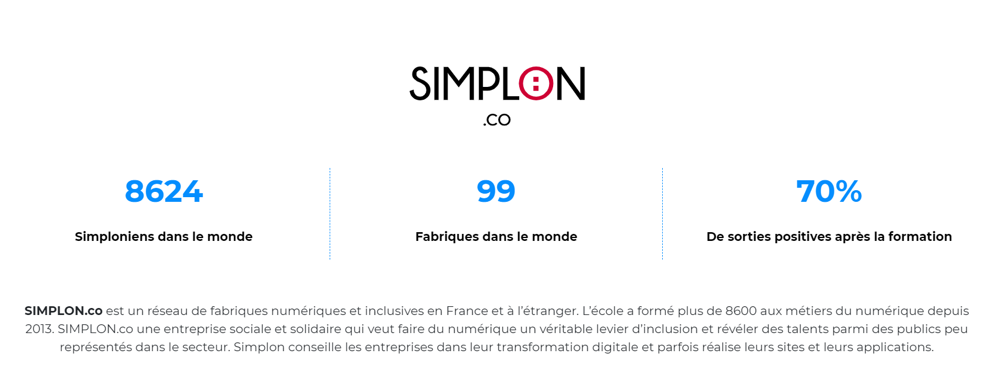 SIMPLON
.CO
8624
99
70%
Simploniens dans le monde
Fabriques dans le monde
De sorties positives après la formation
SIMPLON.co est un réseau de fabriques numériques et inclusives en France et à l’étranger. L’école a formé plus de 8600 aux métiers du numérique depuis
2013. SIMPLON.co une entreprise sociale et solidaire qui veut faire du numérique un véritable levier d’inclusion et révéler des talents parmi des publics peu
représentés dans le secteur. Simplon conseille les entreprises dans leur transformation digitale et parfois réalise leurs sites et leurs applications.